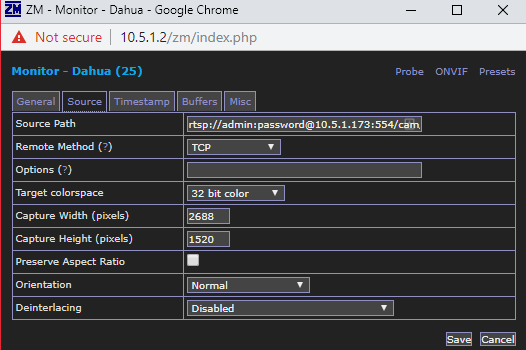 ZM - Monitor - Dahua - Google Chrome
Not secure | 10.5.1.2/zm/index.php
Monitor - Dahua (25) Probe ONVIF Presets
General Source Timestamp Buffers Misc
Source Path rtsp://admin:password@10.5.1.173:554/cam
Remote Method (?) TCP
Options (?)
Target colorspace 32 bit color
Capture Width (pixels) 2688
Capture Height (pixels) 1520
Preserve Aspect Ratio
Orientation Normal
Deinterlacing Disabled
Save Cancel